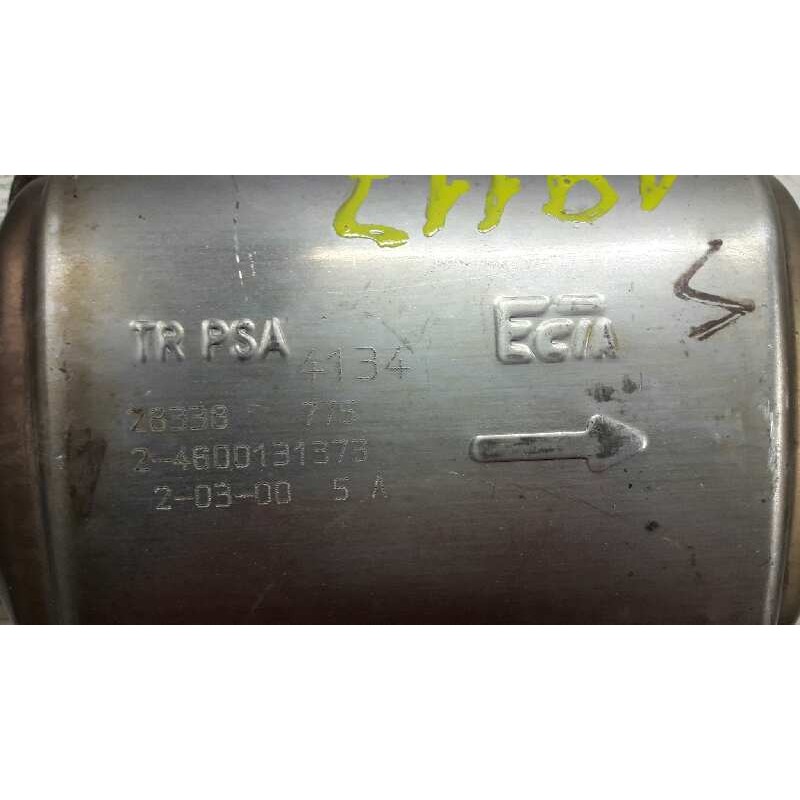 TR PSA 4134 ECIA
28338 775
2-4600131373
2-03-00 5 A